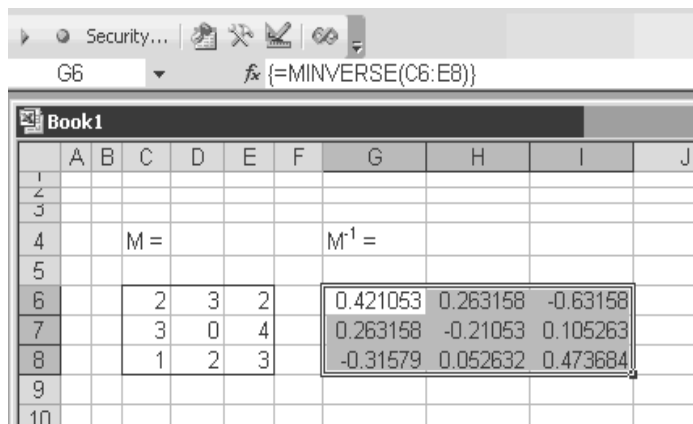 Security...
G6 fx {=MINVERSE(C6:E8)}
Book1
A B C D E F G H I J
1
2
3
4 M = M-1 =
5
6 2 3 2 0.421053 0.263158 -0.63158
7 3 0 4 0.263158 -0.21053 0.105263
8 1 2 3 -0.31579 0.052632 0.473684
9
10